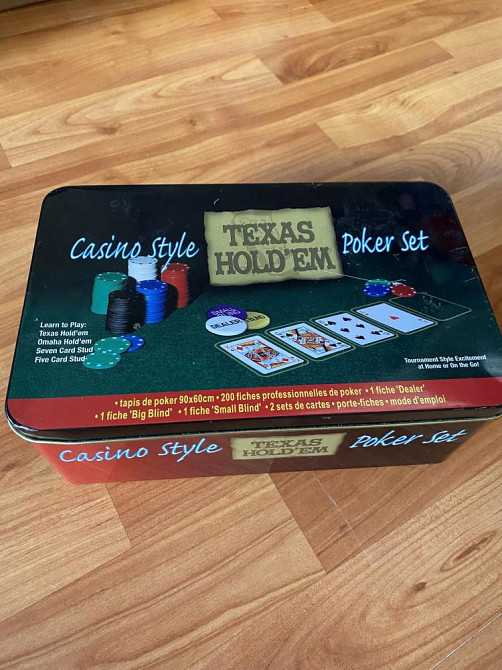 Casino Style
TEXAS
HOLD'EM
Poker Set
Learn to Play:
Texas Hold'em
Omaha Hold'em
Seven Card Stud
Five Card Stud
DEALER
Tournament Style Excitement
at Home or On the Go!
• tapis de poker 90x60cm • 200 fiches professionnelles de poker • 1 fiche 'Dealer'
• 1 fiche 'Big Blind' • 1 fiche 'Small Blind' • 2 sets de cartes • porte-fiches • mode d'emploi
Casino Style
TEXAS
HOLD'EM
Poker Set